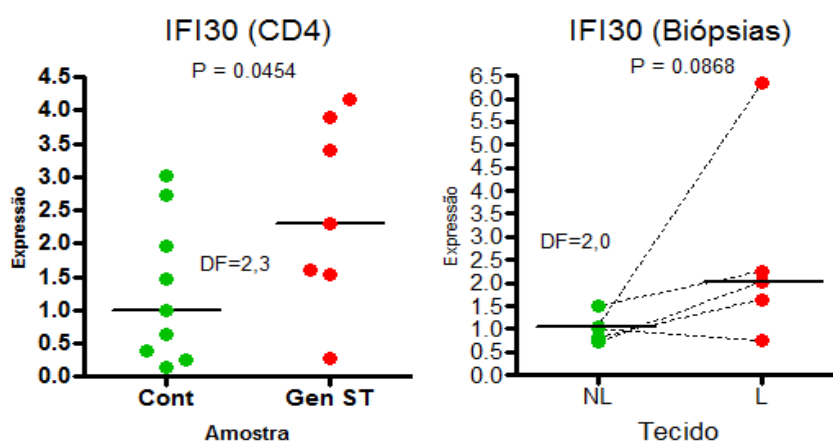 IFI30 (CD4)
P = 0.0454
4.5
4.0
3.5
3.0
2.5
2.0
1.5
1.0
0.5
0.0
Expressão
DF=2,3
Cont
Gen ST
Amostra
IFI30 (Biópsias)
P = 0.0868
6.5
6.0
5.5
5.0
4.5
4.0
3.5
3.0
2.5
2.0
1.5
1.0
0.5
0.0
Expressão
DF=2,0
NL
L
Tecido